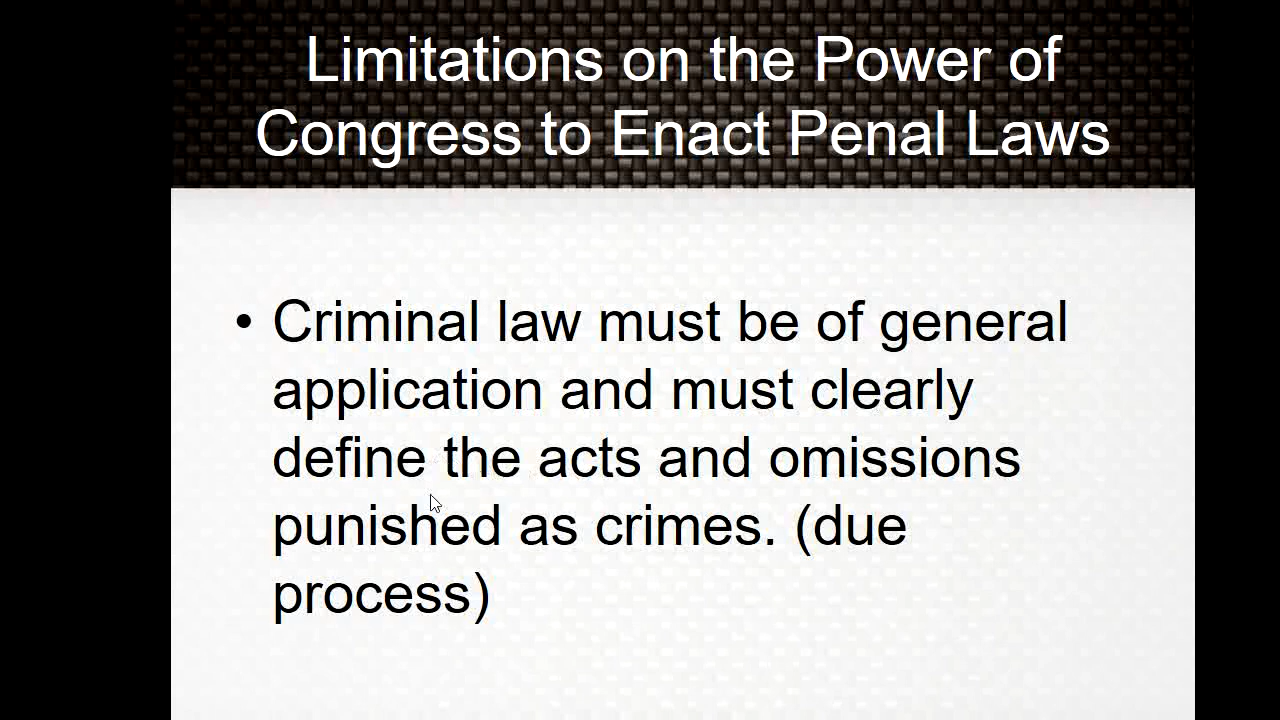 Limitations on the Power of
Congress to Enact Penal Laws
• Criminal law must be of general
application and must clearly
define the acts and omissions
punished as crimes. (due
process)